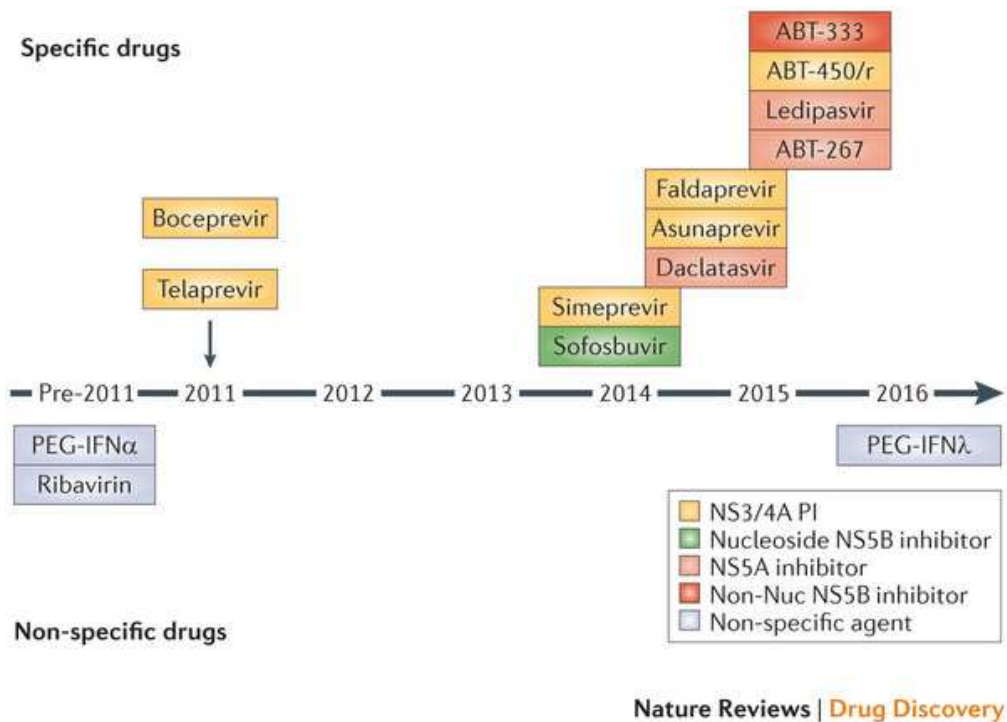 Specific drugs
ABT-333
ABT-450/r
Ledipasvir
ABT-267
Faldaprevir
Asunaprevir
Daclatasvir
Boceprevir
Telaprevir
Simeprevir
Sofosbuvir
Pre-2011 2011 2012 2013 2014 2015 2016
PEG-IFNα
Ribavirin
PEG-IFNλ
NS3/4A PI
Nucleoside NS5B inhibitor
NS5A inhibitor
Non-Nuc NS5B inhibitor
Non-specific agent
Non-specific drugs
Nature Reviews | Drug Discovery